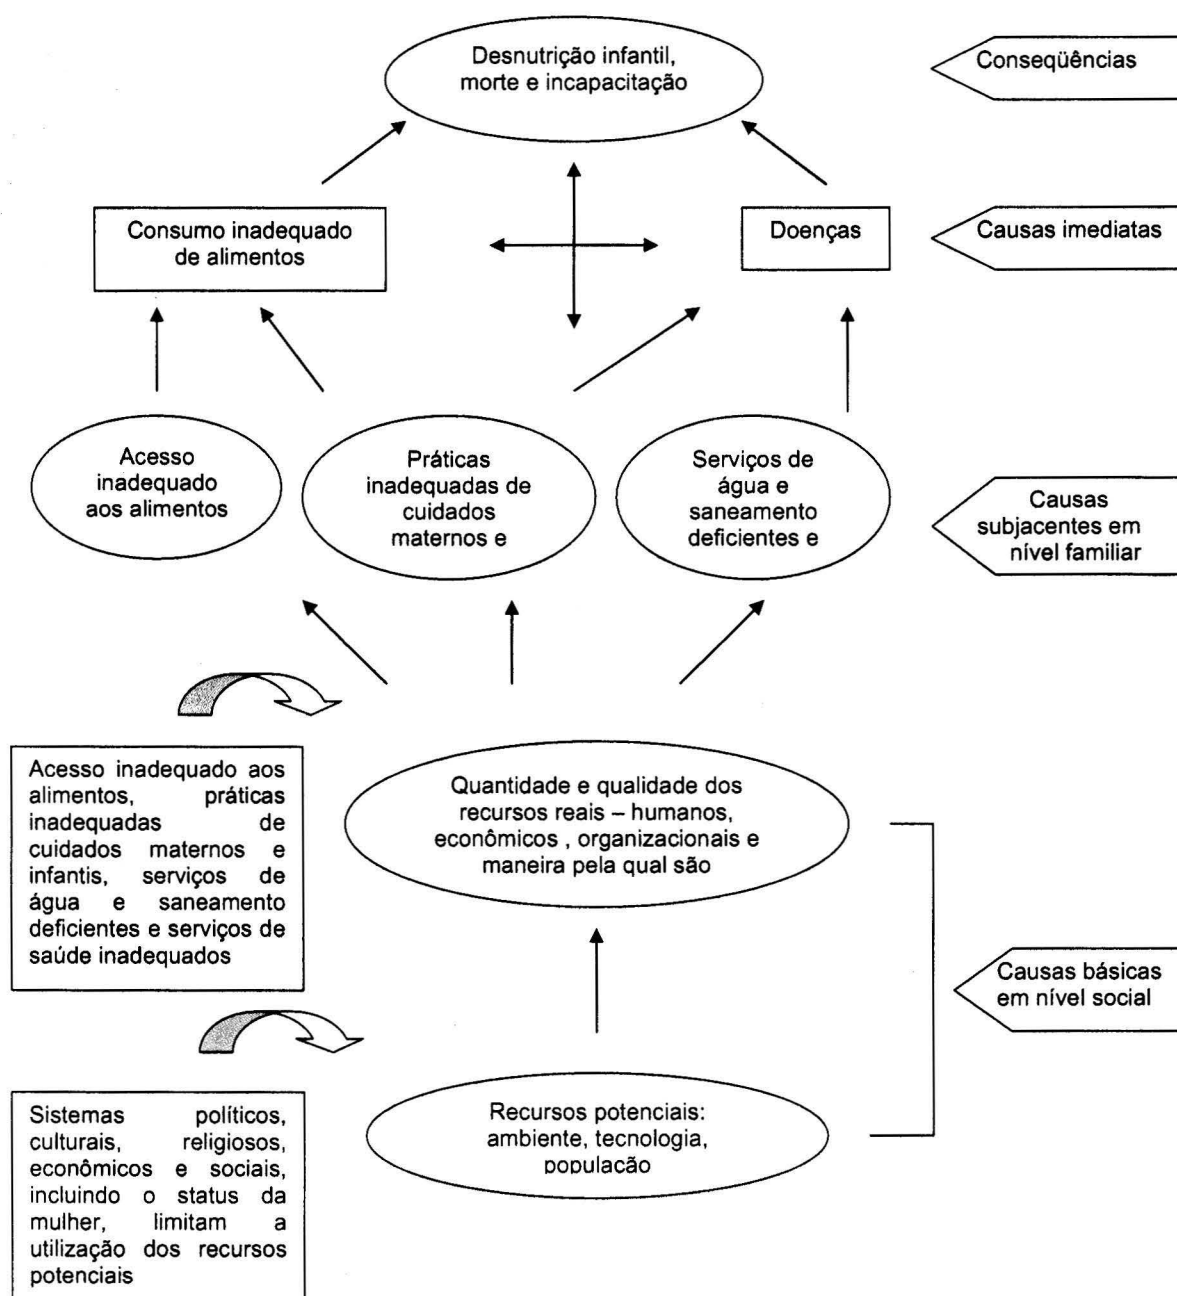 Desnutrição infantil,
morte e incapacitação
Conseqüências
Consumo inadequado
de alimentos
Doenças
Causas imediatas
Acesso
inadequado
aos alimentos
Práticas
inadequadas de
cuidados
maternos e
Serviços de
água e
saneamento
deficientes e
Causas
subjacentes em
nível familiar
Acesso inadequado aos
alimentos, práticas
inadequadas de
cuidados maternos e
infantis, serviços de
água e saneamento
deficientes e serviços de
saúde inadequados
Quantidade e qualidade dos
recursos reais – humanos,
econômicos , organizacionais e
maneira pela qual são
Causas básicas
em nível social
Sistemas políticos,
culturais, religiosos,
econômicos e sociais,
incluindo o status da
mulher, limitam a
utilização dos recursos
potenciais
Recursos potenciais:
ambiente, tecnologia,
população